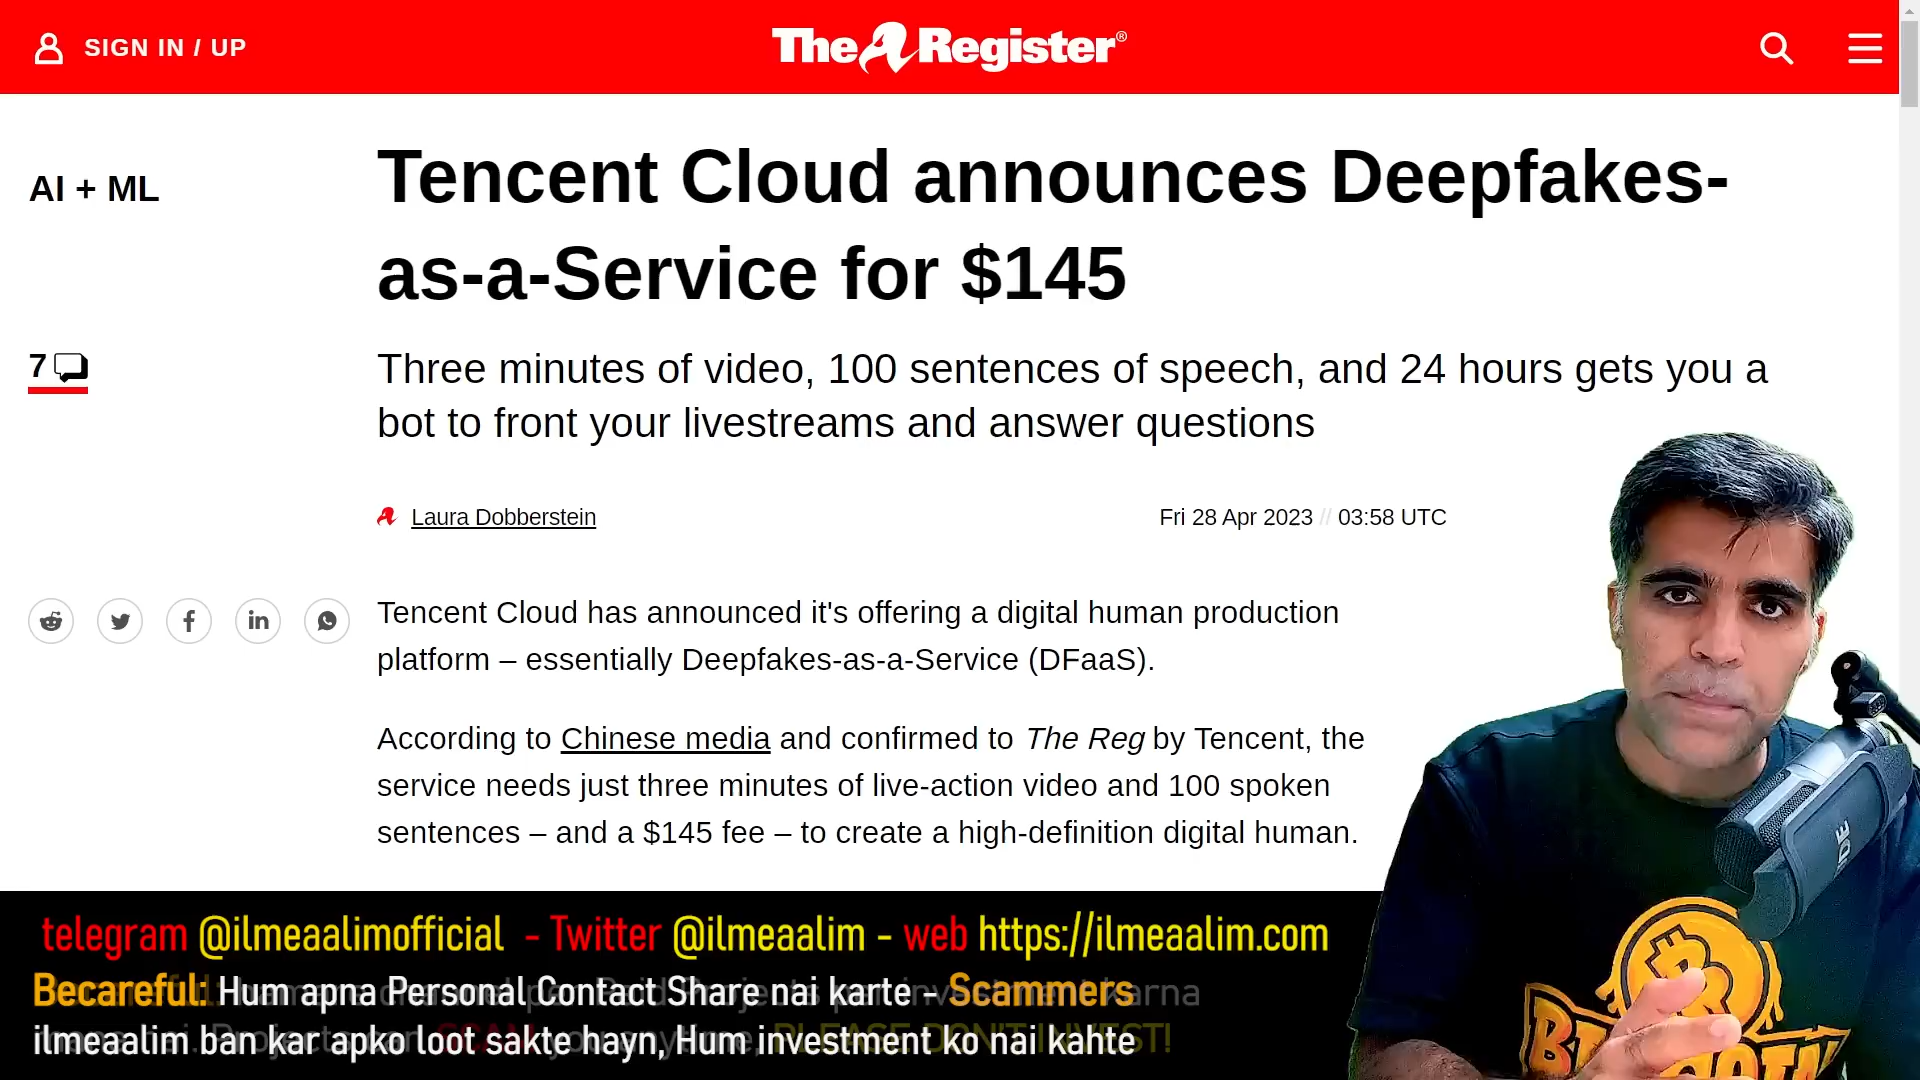 SIGN IN / UP
The Register®
AI + ML
Tencent Cloud announces Deepfakes-
as-a-Service for $145
7
Three minutes of video, 100 sentences of speech, and 24 hours gets you a
bot to front your livestreams and answer questions
Laura Dobberstein
Fri 28 Apr 2023 // 03:58 UTC
Tencent Cloud has announced it's offering a digital human production
platform – essentially Deepfakes-as-a-Service (DFaaS).
According to Chinese media and confirmed to The Reg by Tencent, the
service needs just three minutes of live-action video and 100 spoken
sentences – and a $145 fee – to create a high-definition digital human.
telegram @ilmeaalimofficial - Twitter @ilmeaalim - web https://ilmeaalim.com
Becareful: Hum apna Personal Contact Share nai karte - Scammers
ilmeaalim ban kar apko loot sakte hayn, Hum investment ko nai kahte